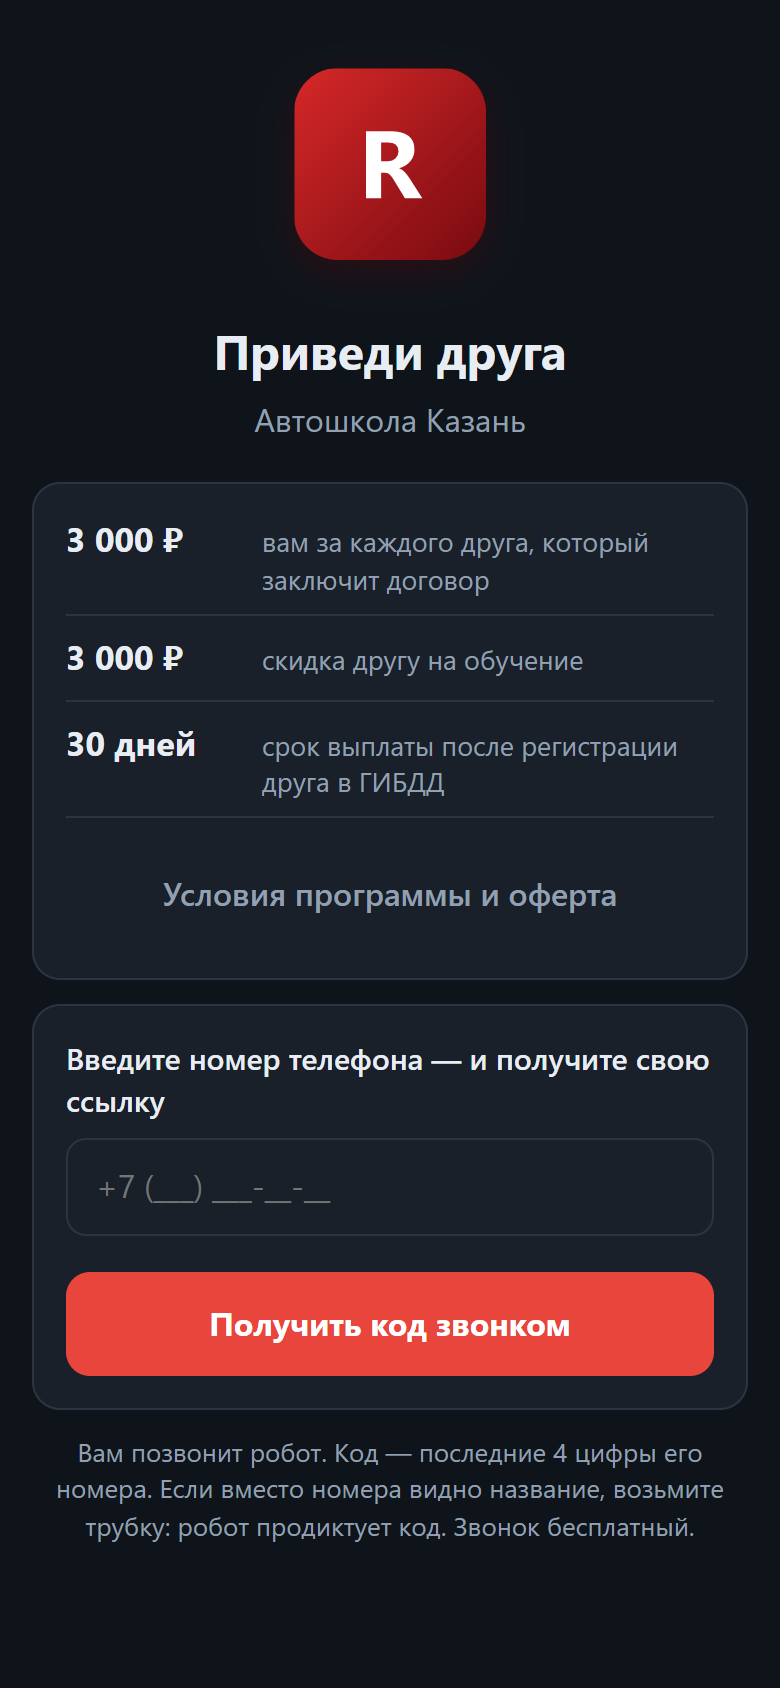 R
Приведи друга
Автошкола Казань
3 000 ₽
вам за каждого друга, который
заключит договор
3 000 ₽
скидка другу на обучение
30 дней
срок выплаты после регистрации
друга в ГИБДД
Условия программы и оферта
Введите номер телефона — и получите свою
ссылку
+7 (___) ___-__-__
Получить код звонком
Вам позвонит робот. Код — последние 4 цифры его
номера. Если вместо номера видно название, возьмите
трубку: робот продиктует код. Звонок бесплатный.